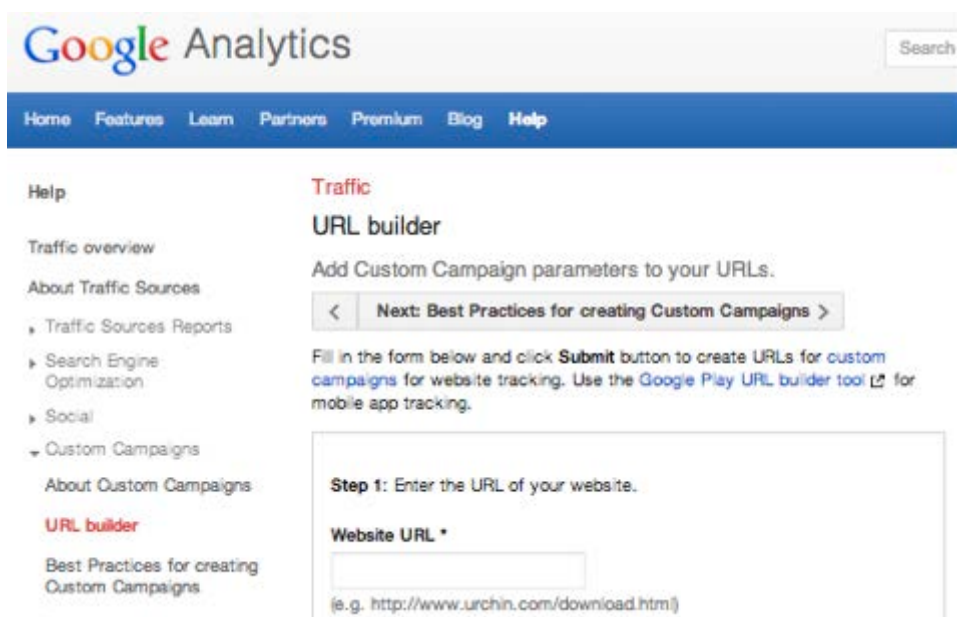 Google Analytics
Search
Home Features Learn Partners Premium Blog Help
Help
Traffic overview
About Traffic Sources
Traffic Sources Reports
Search Engine
Optimization
Social
Custom Campaigns
About Custom Campaigns
URL builder
Best Practices for creating
Custom Campaigns
Traffic
URL builder
Add Custom Campaign parameters to your URLs.
Next: Best Practices for creating Custom Campaigns
Fill in the form below and click Submit button to create URLs for custom
campaigns for website tracking. Use the Google Play URL builder tool for
mobile app tracking.
Step 1: Enter the URL of your website.
Website URL *
(e.g. http://www.urchin.com/download.html)